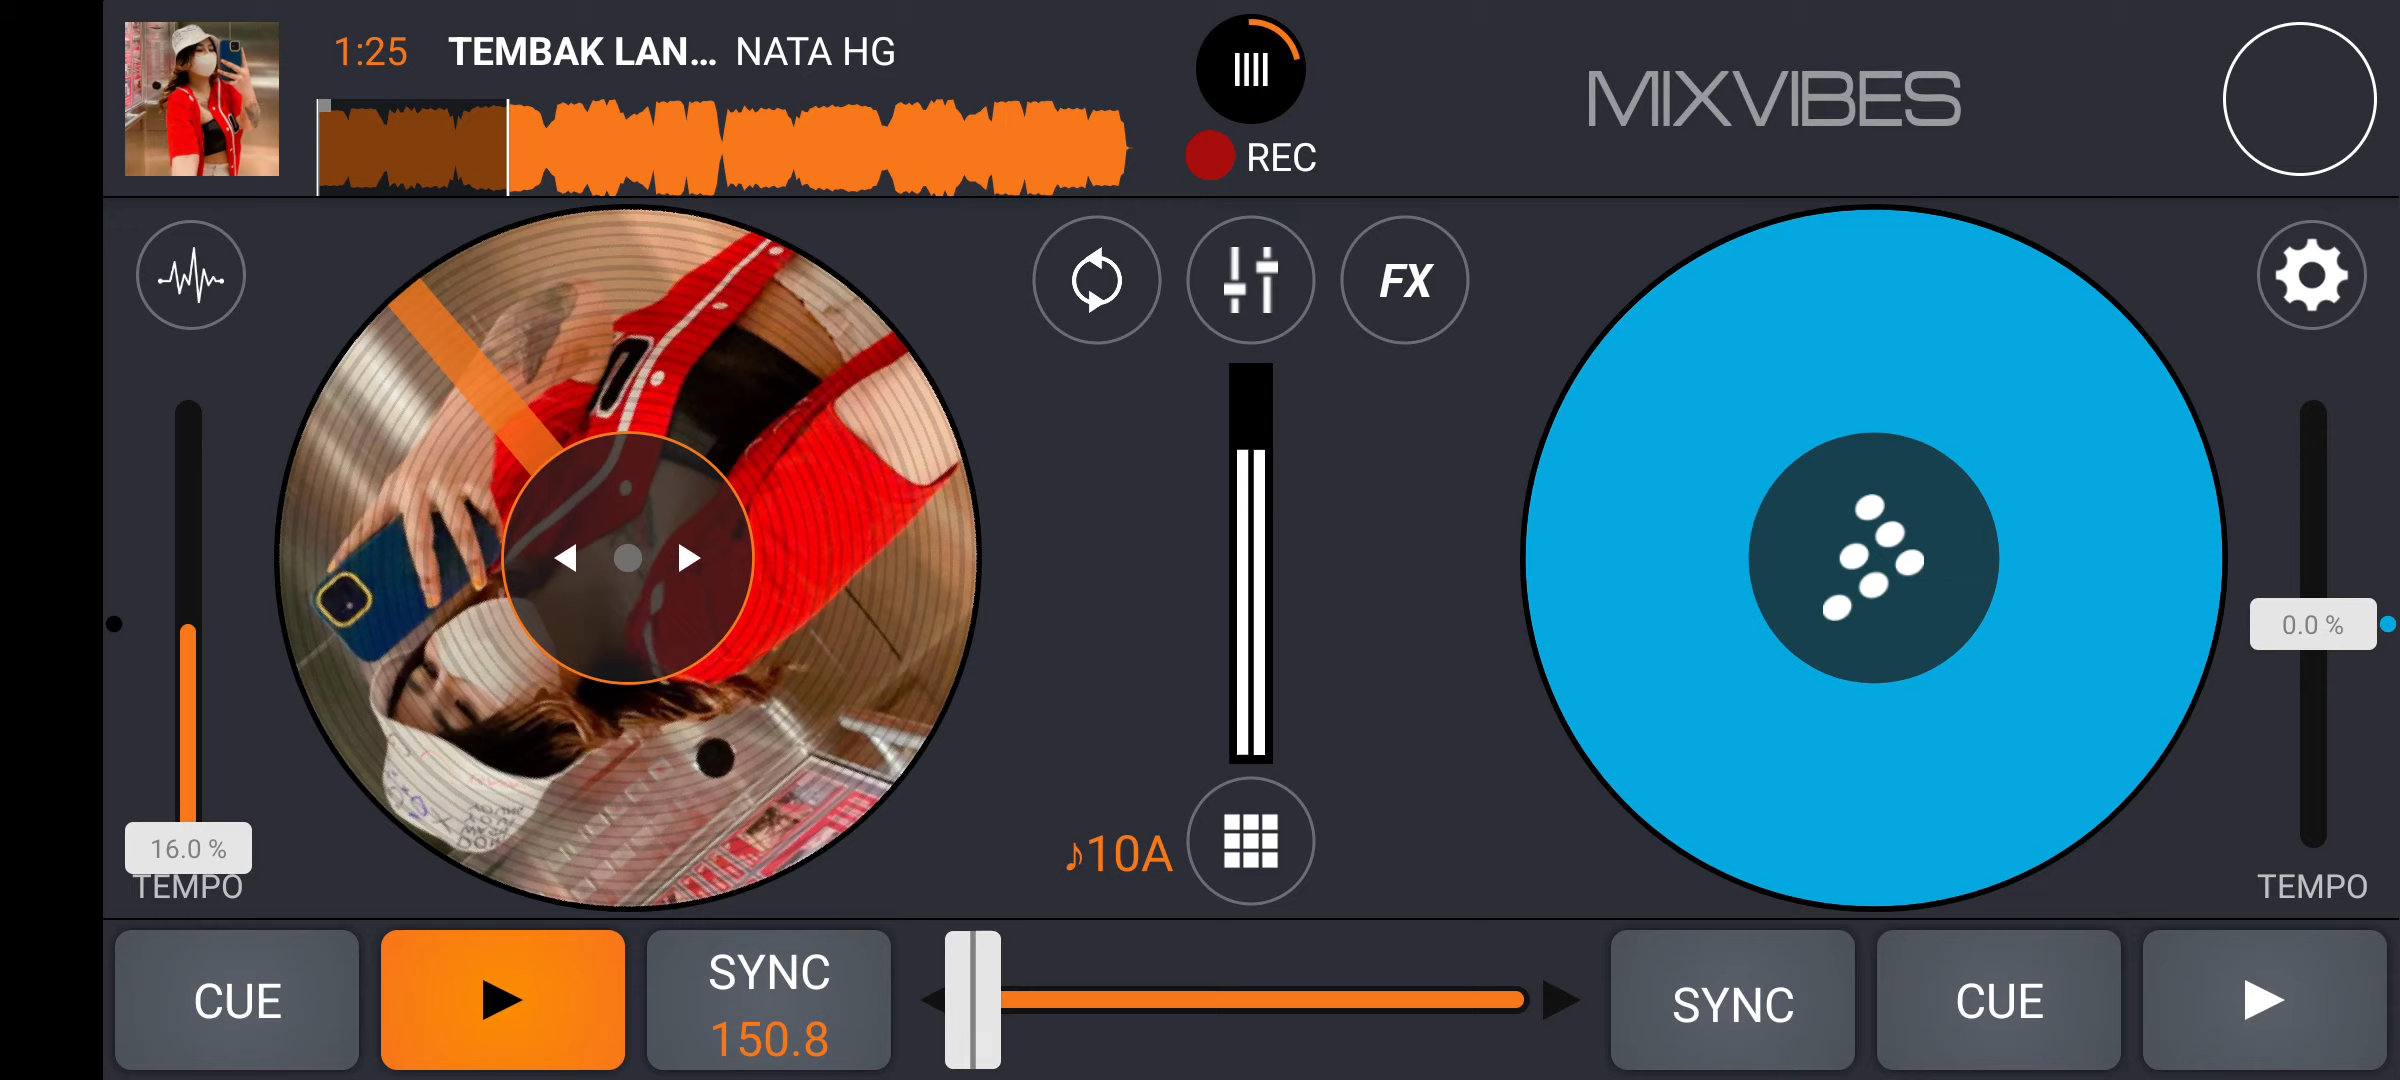 1:25 TEMBAK LAN... NATA HG
REC
MIXVIBES
FX
16.0 %
TEMPO
♪10A
0.0 %
TEMPO
CUE
SYNC
150.8
SYNC
CUE